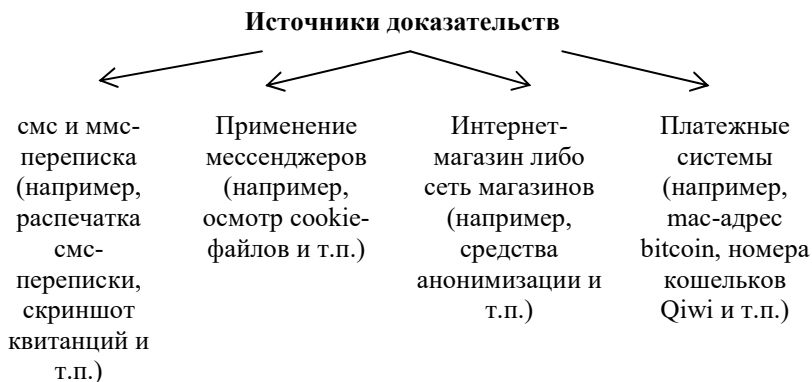 Источники доказательств
смс и ммс-
переписка
(например,
распечатка
смс-
переписки,
скриншот
квитанций и
т.п.)
Применение
мессенджеров
(например,
осмотр cookie-
файлов и т.п.)
Интернет-
магазин либо
сеть магазинов
(например,
средства
анонимизации и
т.п.)
Платежные
системы
(например,
mac-адрес
bitcoin, номера
кошельков
Qiwi и т.п.)